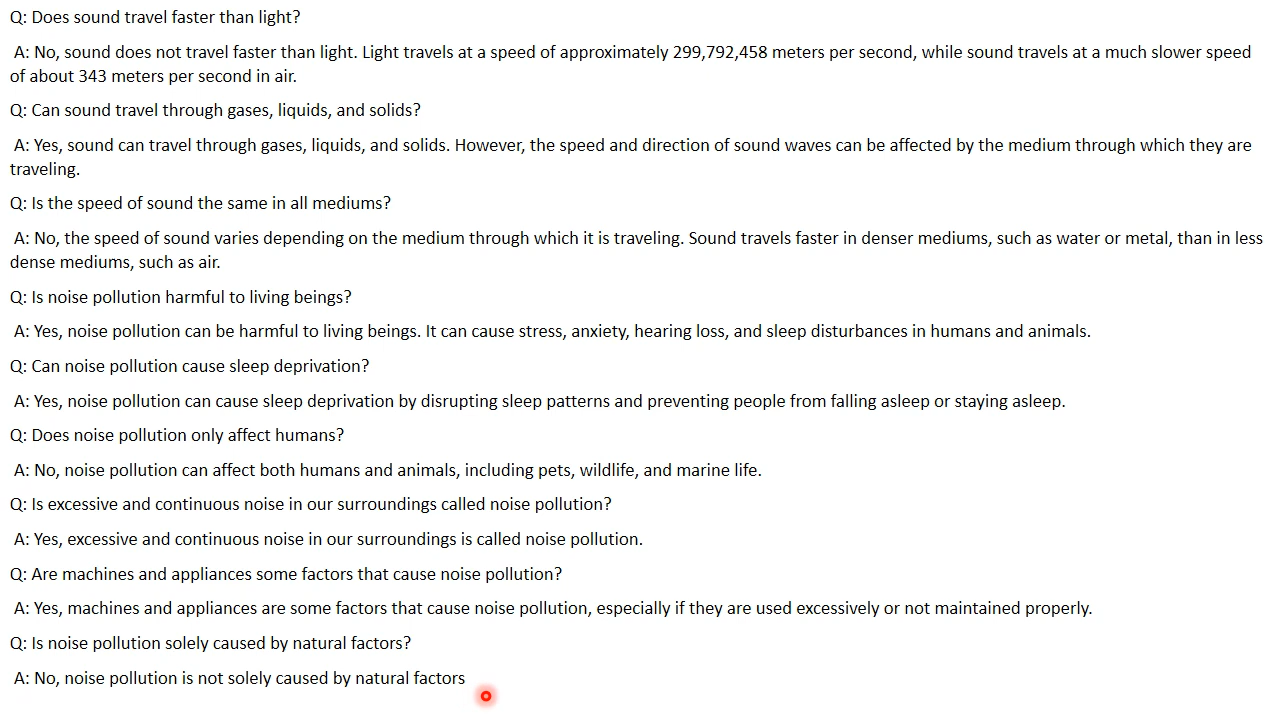 Q: Does sound travel faster than light?
A: No, sound does not travel faster than light. Light travels at a speed of approximately 299,792,458 meters per second, while sound travels at a much slower speed
of about 343 meters per second in air.
Q: Can sound travel through gases, liquids, and solids?
A: Yes, sound can travel through gases, liquids, and solids. However, the speed and direction of sound waves can be affected by the medium through which they are
traveling.
Q: Is the speed of sound the same in all mediums?
A: No, the speed of sound varies depending on the medium through which it is traveling. Sound travels faster in denser mediums, such as water or metal, than in less
dense mediums, such as air.
Q: Is noise pollution harmful to living beings?
A: Yes, noise pollution can be harmful to living beings. It can cause stress, anxiety, hearing loss, and sleep disturbances in humans and animals.
Q: Can noise pollution cause sleep deprivation?
A: Yes, noise pollution can cause sleep deprivation by disrupting sleep patterns and preventing people from falling asleep or staying asleep.
Q: Does noise pollution only affect humans?
A: No, noise pollution can affect both humans and animals, including pets, wildlife, and marine life.
Q: Is excessive and continuous noise in our surroundings called noise pollution?
A: Yes, excessive and continuous noise in our surroundings is called noise pollution.
Q: Are machines and appliances some factors that cause noise pollution?
A: Yes, machines and appliances are some factors that cause noise pollution, especially if they are used excessively or not maintained properly.
Q: Is noise pollution solely caused by natural factors?
A: No, noise pollution is not solely caused by natural factors